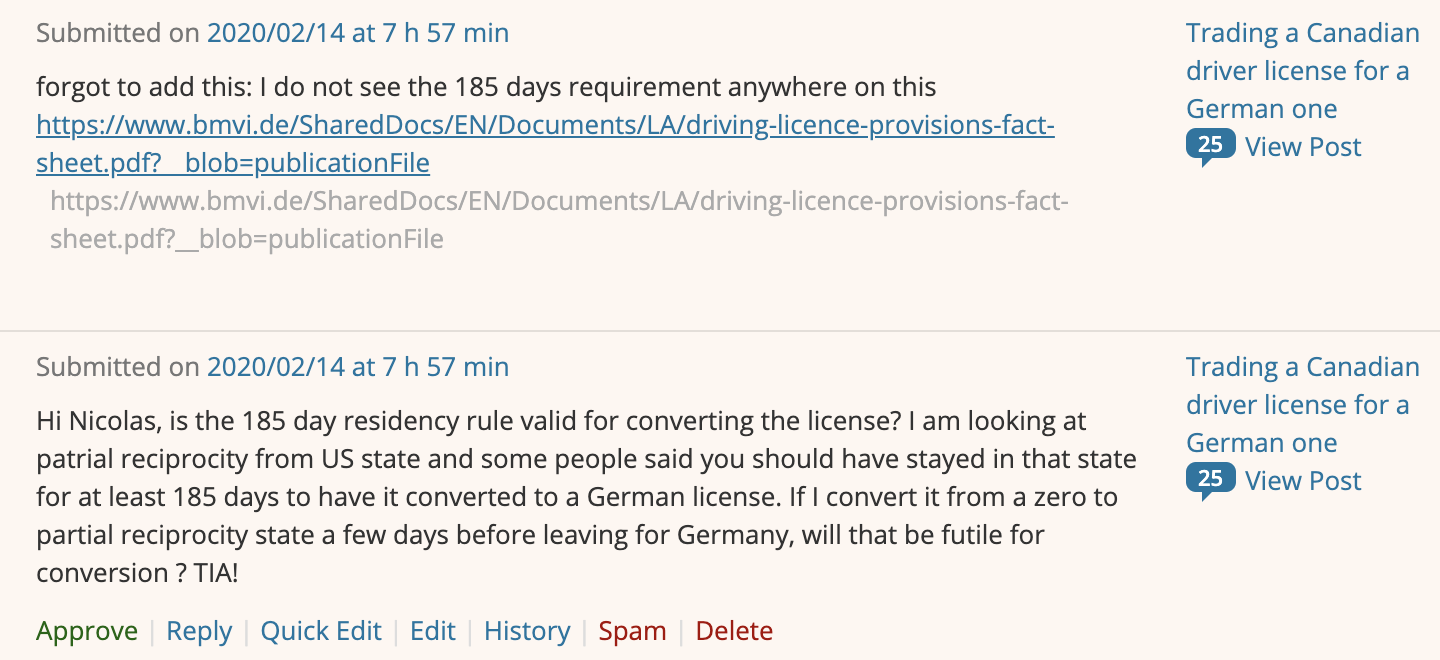 Submitted on 2020/02/14 at 7 h 57 min
forgot to add this: I do not see the 185 days requirement anywhere on this
https://www.bmvi.de/SharedDocs/EN/Documents/LA/driving-licence-provisions-fact-
sheet.pdf?__blob=publicationFile
https://www.bmvi.de/SharedDocs/EN/Documents/LA/driving-licence-provisions-fact-
sheet.pdf?__blob=publicationFile
Trading a Canadian
driver license for a
German one
25 View Post
Submitted on 2020/02/14 at 7 h 57 min
Hi Nicolas, is the 185 day residency rule valid for converting the license? I am looking at
patrial reciprocity from US state and some people said you should have stayed in that state
for at least 185 days to have it converted to a German license. If I convert it from a zero to
partial reciprocity state a few days before leaving for Germany, will that be futile for
conversion ? TIA!
Approve | Reply | Quick Edit | Edit | History | Spam | Delete
Trading a Canadian
driver license for a
German one
25 View Post